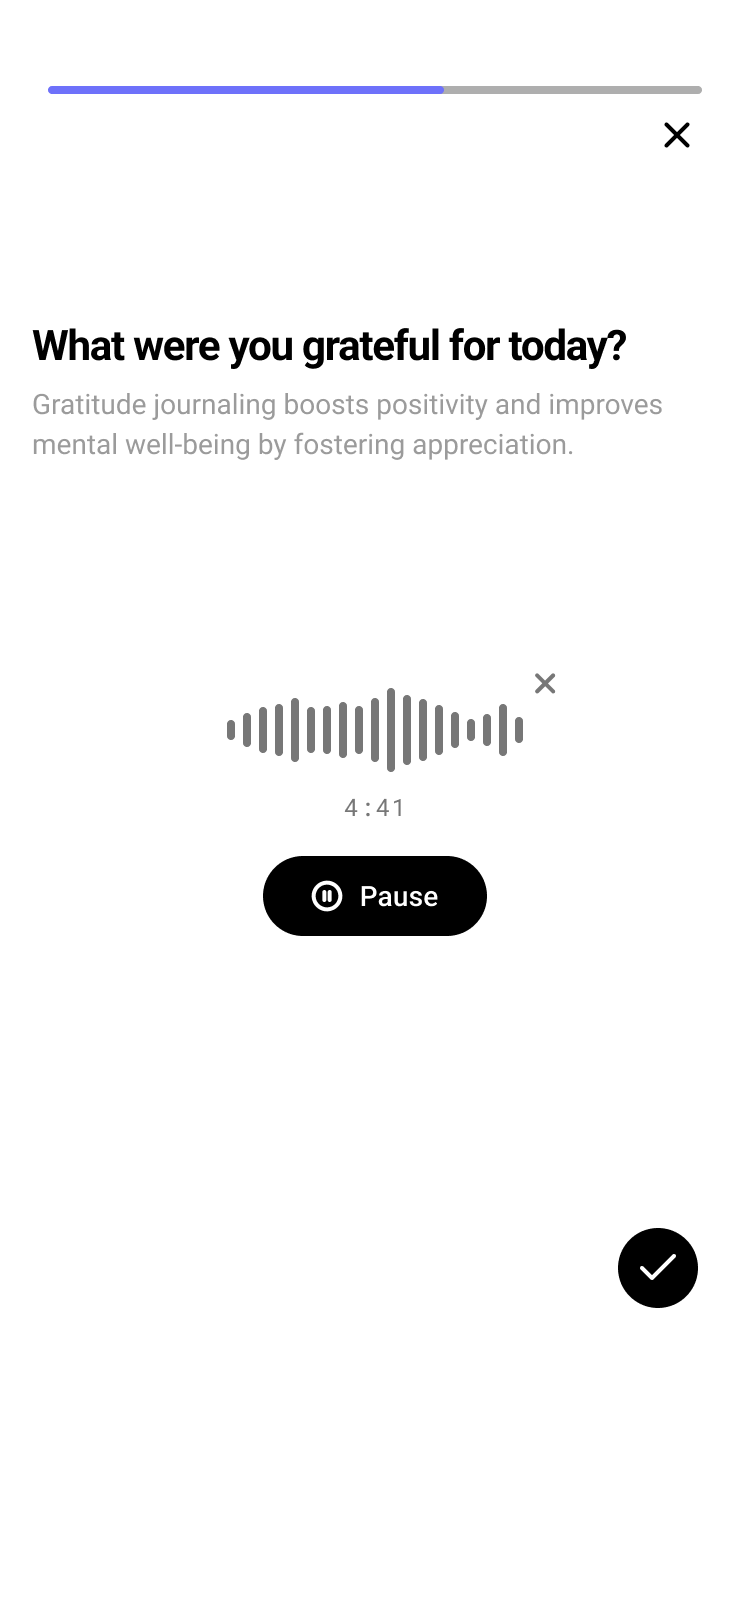 What were you grateful for today?
Gratitude journaling boosts positivity and improves
mental well-being by fostering appreciation.
4:41
Pause